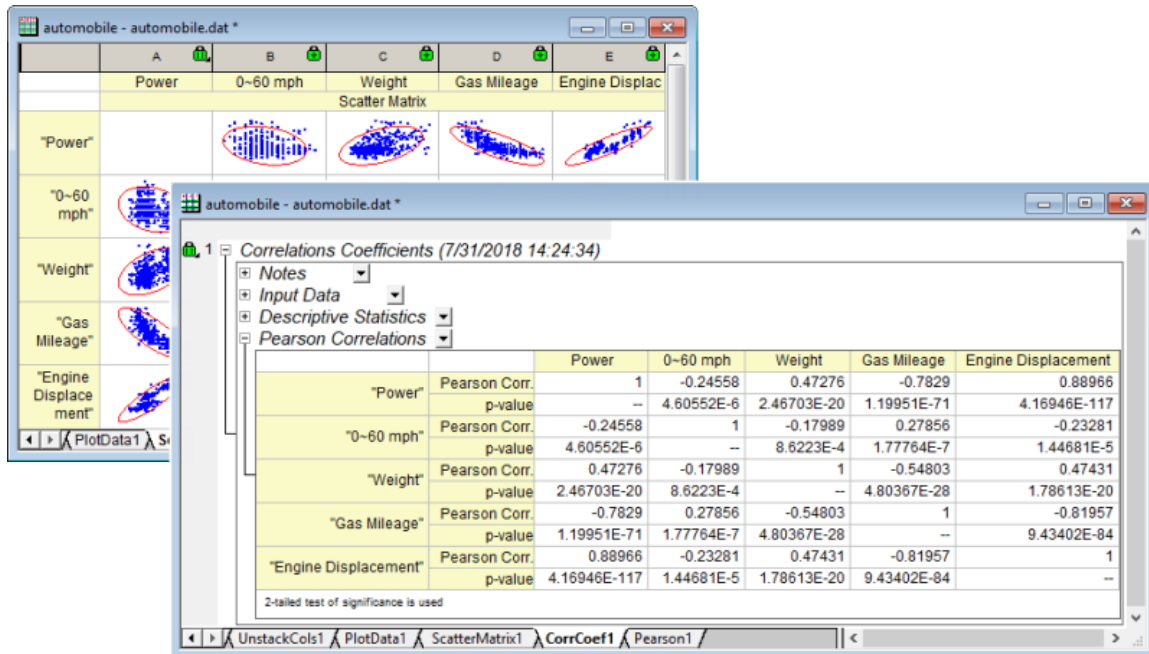 automobile - automobile.dat *
A B C D E
Power 0~60 mph Weight Gas Mileage Engine Displac
Scatter Matrix
"Power"
"0~60
mph"
"Weight"
"Gas
Mileage"
"Engine
Displace
ment"
PlotData1
automobile - automobile.dat *
1 Correlations Coefficients (7/31/2018 14:24:34)
Notes
Input Data
Descriptive Statistics
Pearson Correlations
Power 0~60 mph Weight Gas Mileage Engine Displacement
"Power" Pearson Corr. 1 -0.24558 0.47276 -0.7829 0.88966
p-value -- 4.60552E-6 2.46703E-20 1.19951E-71 4.16946E-117
"0~60 mph" Pearson Corr. -0.24558 1 -0.17989 0.27856 -0.23281
p-value 4.60552E-6 -- 8.6223E-4 1.77764E-7 1.44681E-5
"Weight" Pearson Corr. 0.47276 -0.17989 1 -0.54803 0.47431
p-value 2.46703E-20 8.6223E-4 -- 4.80367E-28 1.78613E-20
"Gas Mileage" Pearson Corr. -0.7829 0.27856 -0.54803 1 -0.81957
p-value 1.19951E-71 1.77764E-7 4.80367E-28 -- 9.43402E-84
"Engine Displacement" Pearson Corr. 0.88966 -0.23281 0.47431 -0.81957 1
p-value 4.16946E-117 1.44681E-5 1.78613E-20 9.43402E-84 --
2-tailed test of significance is used
UnstackCols1 PlotData1 ScatterMatrix1 CorrCoef1 Pearson1